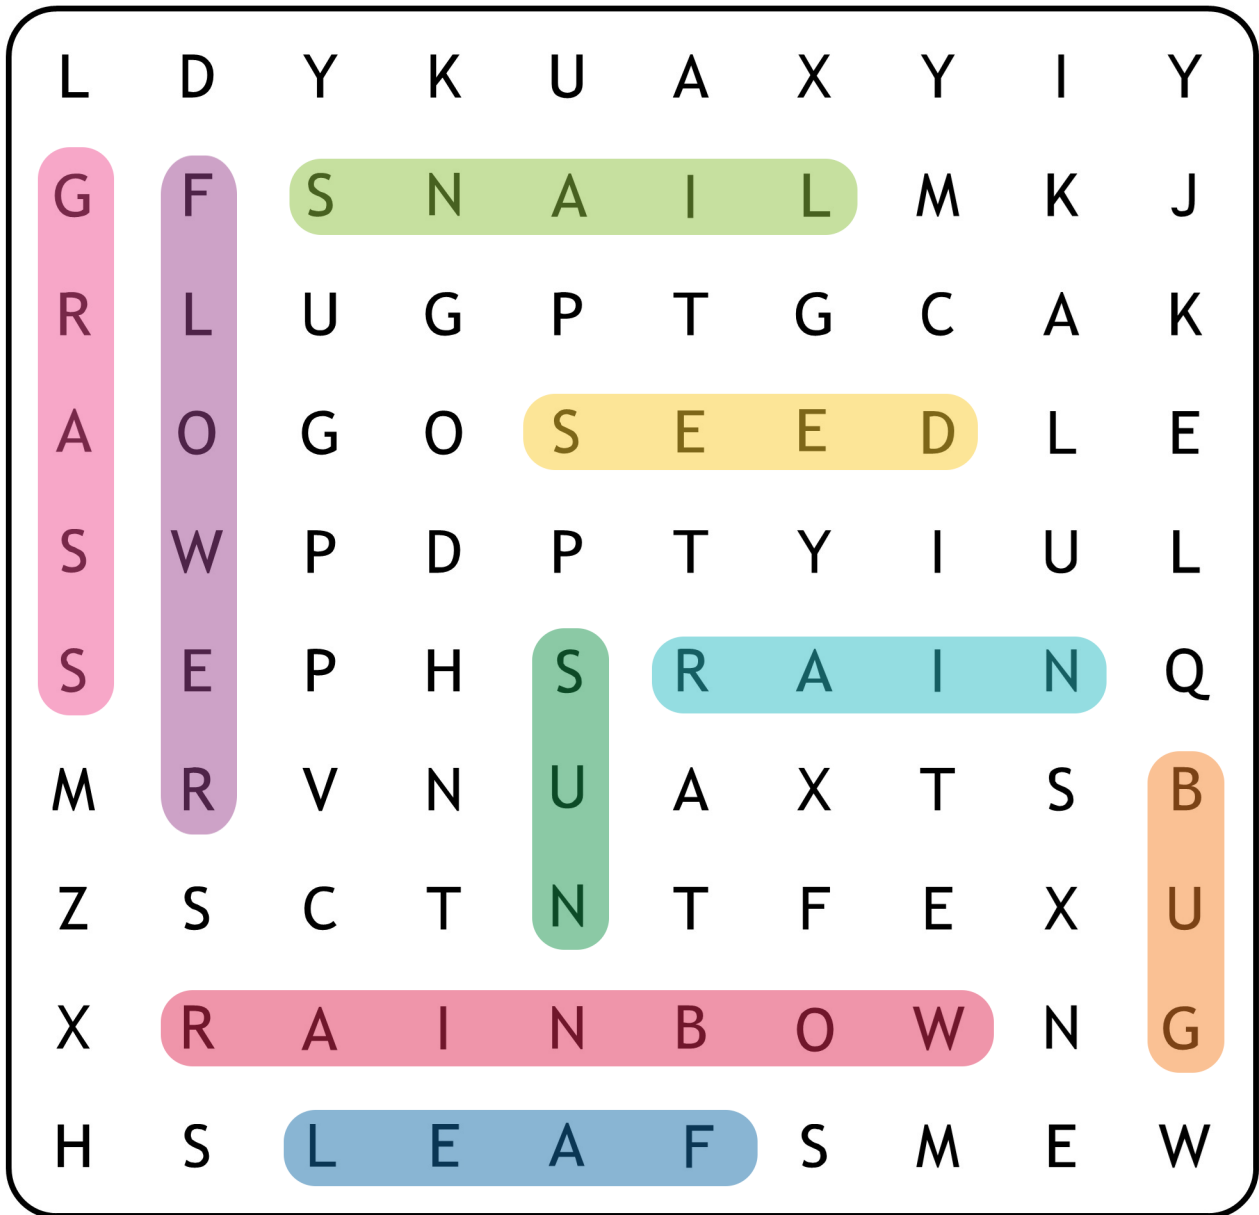 L D Y K U A X Y I Y
G F S N A I L M K J
R L U G P T G C A K
A O G O S E E D L E
S W P D P T Y I U L
S E P H S R A I N Q
M R V N U A X T S B
Z S C T N T F E X U
X R A I N B O W N G
H S L E A F S M E W